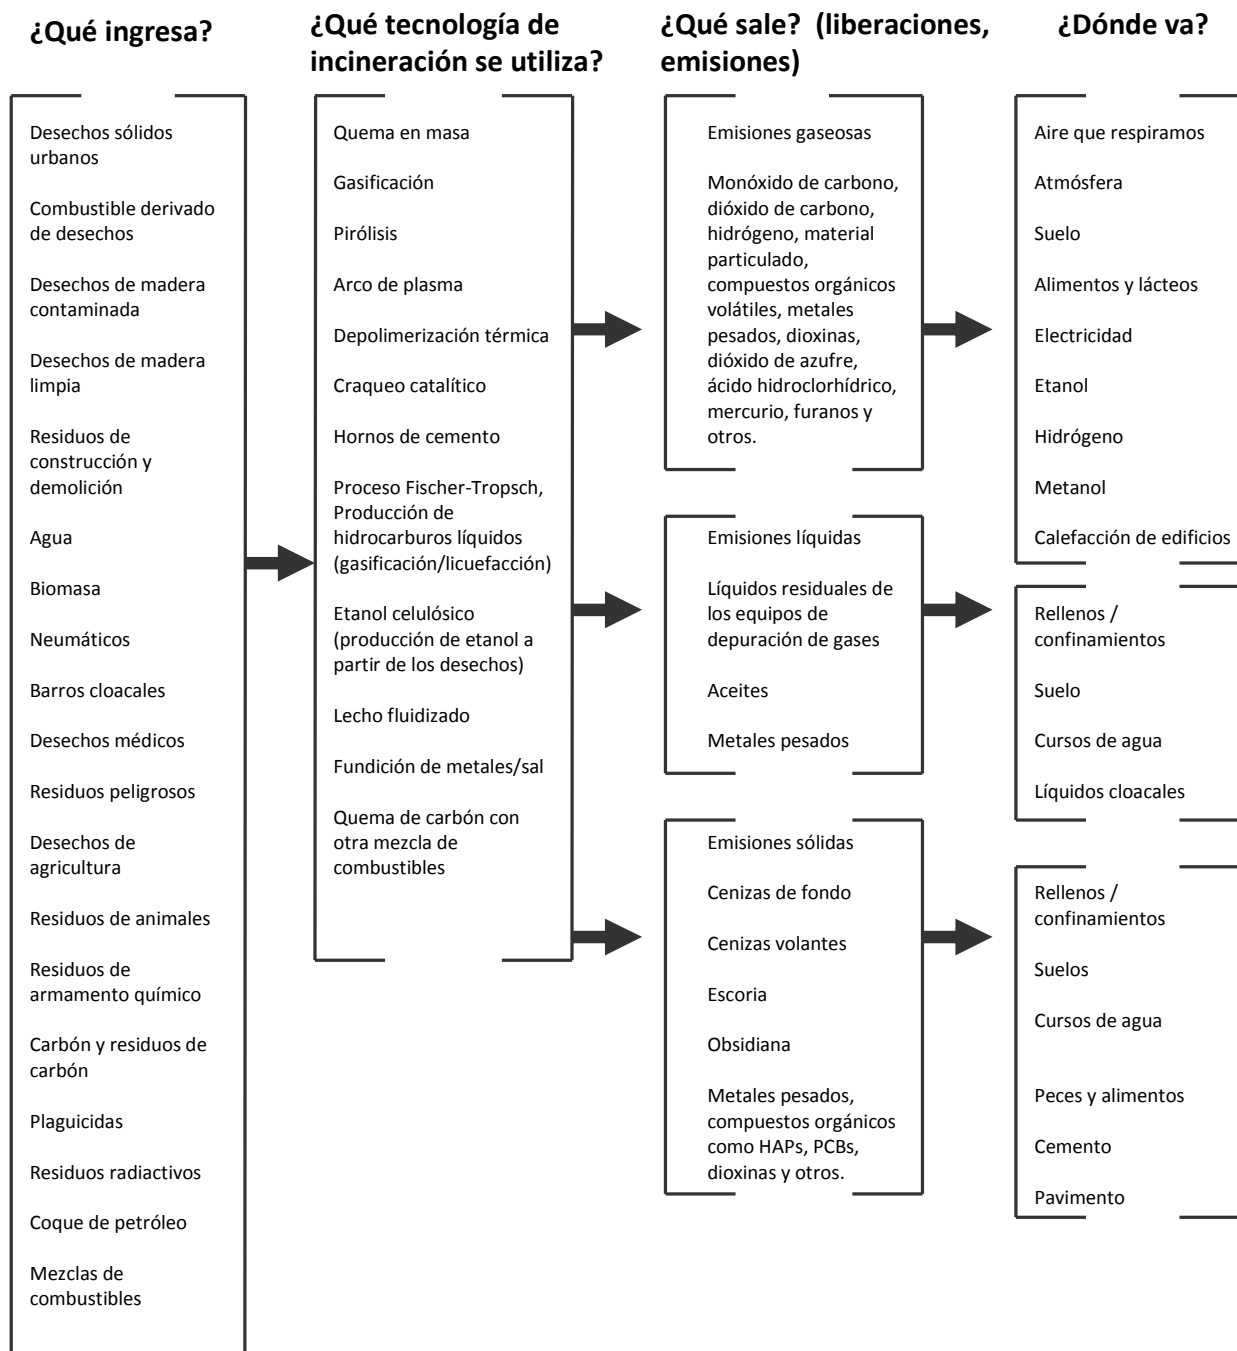 ¿Qué ingresa?
Desechos sólidos
urbanos
Combustible derivado
de desechos
Desechos de madera
contaminada
Desechos de madera
limpia
Residuos de
construcción y
demolición
Agua
Biomasa
Neumáticos
Barros cloacales
Desechos médicos
Residuos peligrosos
Desechos de
agricultura
Residuos de animales
Residuos de
armamento químico
Carbón y residuos de
carbón
Plaguicidas
Residuos radiactivos
Coque de petróleo
Mezclas de
combustibles
¿Qué tecnología de
incineración se utiliza?
Quema en masa
Gasificación
Pirólisis
Arco de plasma
Depolimerización térmica
Craqueo catalítico
Hornos de cemento
Proceso Fischer-Tropsch,
Producción de
hidrocarburos líquidos
(gasificación/licuefacción)
Etanol celulósico
(producción de etanol a
partir de los desechos)
Lecho fluidizado
Fundición de metales/sal
Quema de carbón con
otra mezcla de
combustibles
¿Qué sale? (liberaciones,
emisiones)
Emisiones gaseosas
Monóxido de carbono,
dióxido de carbono,
hidrógeno, material
particulado,
compuestos orgánicos
volátiles, metales
pesados, dioxinas,
dióxido de azufre,
ácido hidroclorhídrico,
mercurio, furanos y
otros.
Emisiones líquidas
Líquidos residuales de
los equipos de
depuración de gases
Aceites
Metales pesados
Emisiones sólidas
Cenizas de fondo
Cenizas volantes
Escoria
Obsidiana
Metales pesados,
compuestos orgánicos
como HAPs, PCBs,
dioxinas y otros.
¿Dónde va?
Aire que respiramos
Atmósfera
Suelo
Alimentos y lácteos
Electricidad
Etanol
Hidrógeno
Metanol
Calefacción de edificios
Rellenos /
confinamientos
Suelo
Cursos de agua
Líquidos cloacales
Rellenos /
confinamientos
Suelos
Cursos de agua
Peces y alimentos
Cemento
Pavimento